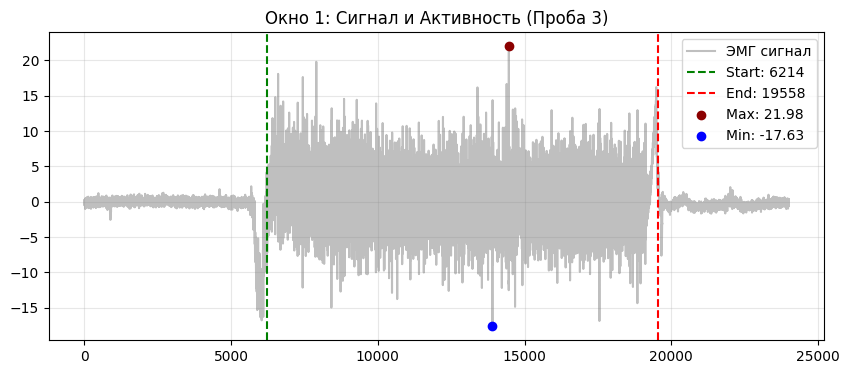 Окно 1: Сигнал и Активность (Проба 3)
ЭМГ сигнал
Start: 6214
End: 19558
Max: 21.98
Min: -17.63
20
15
10
5
0
−5
−10
−15
0
5000
10000
15000
20000
25000